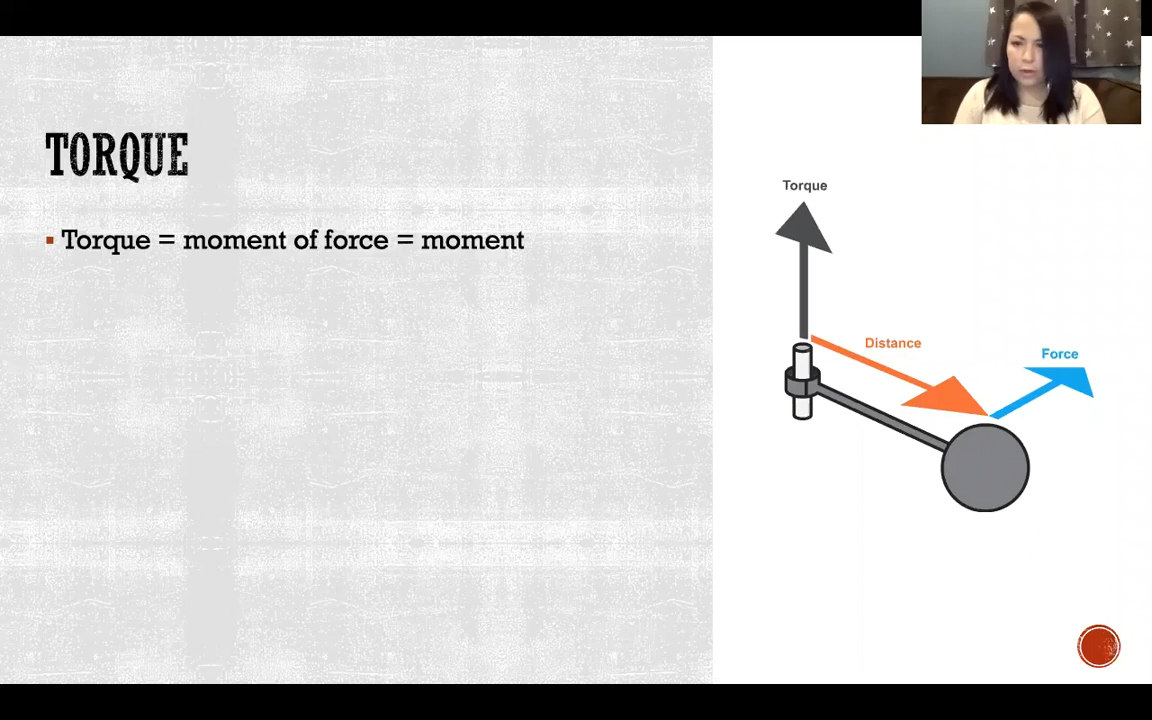 TORQUE
Torque = moment of force = moment
Torque
Distance
Force